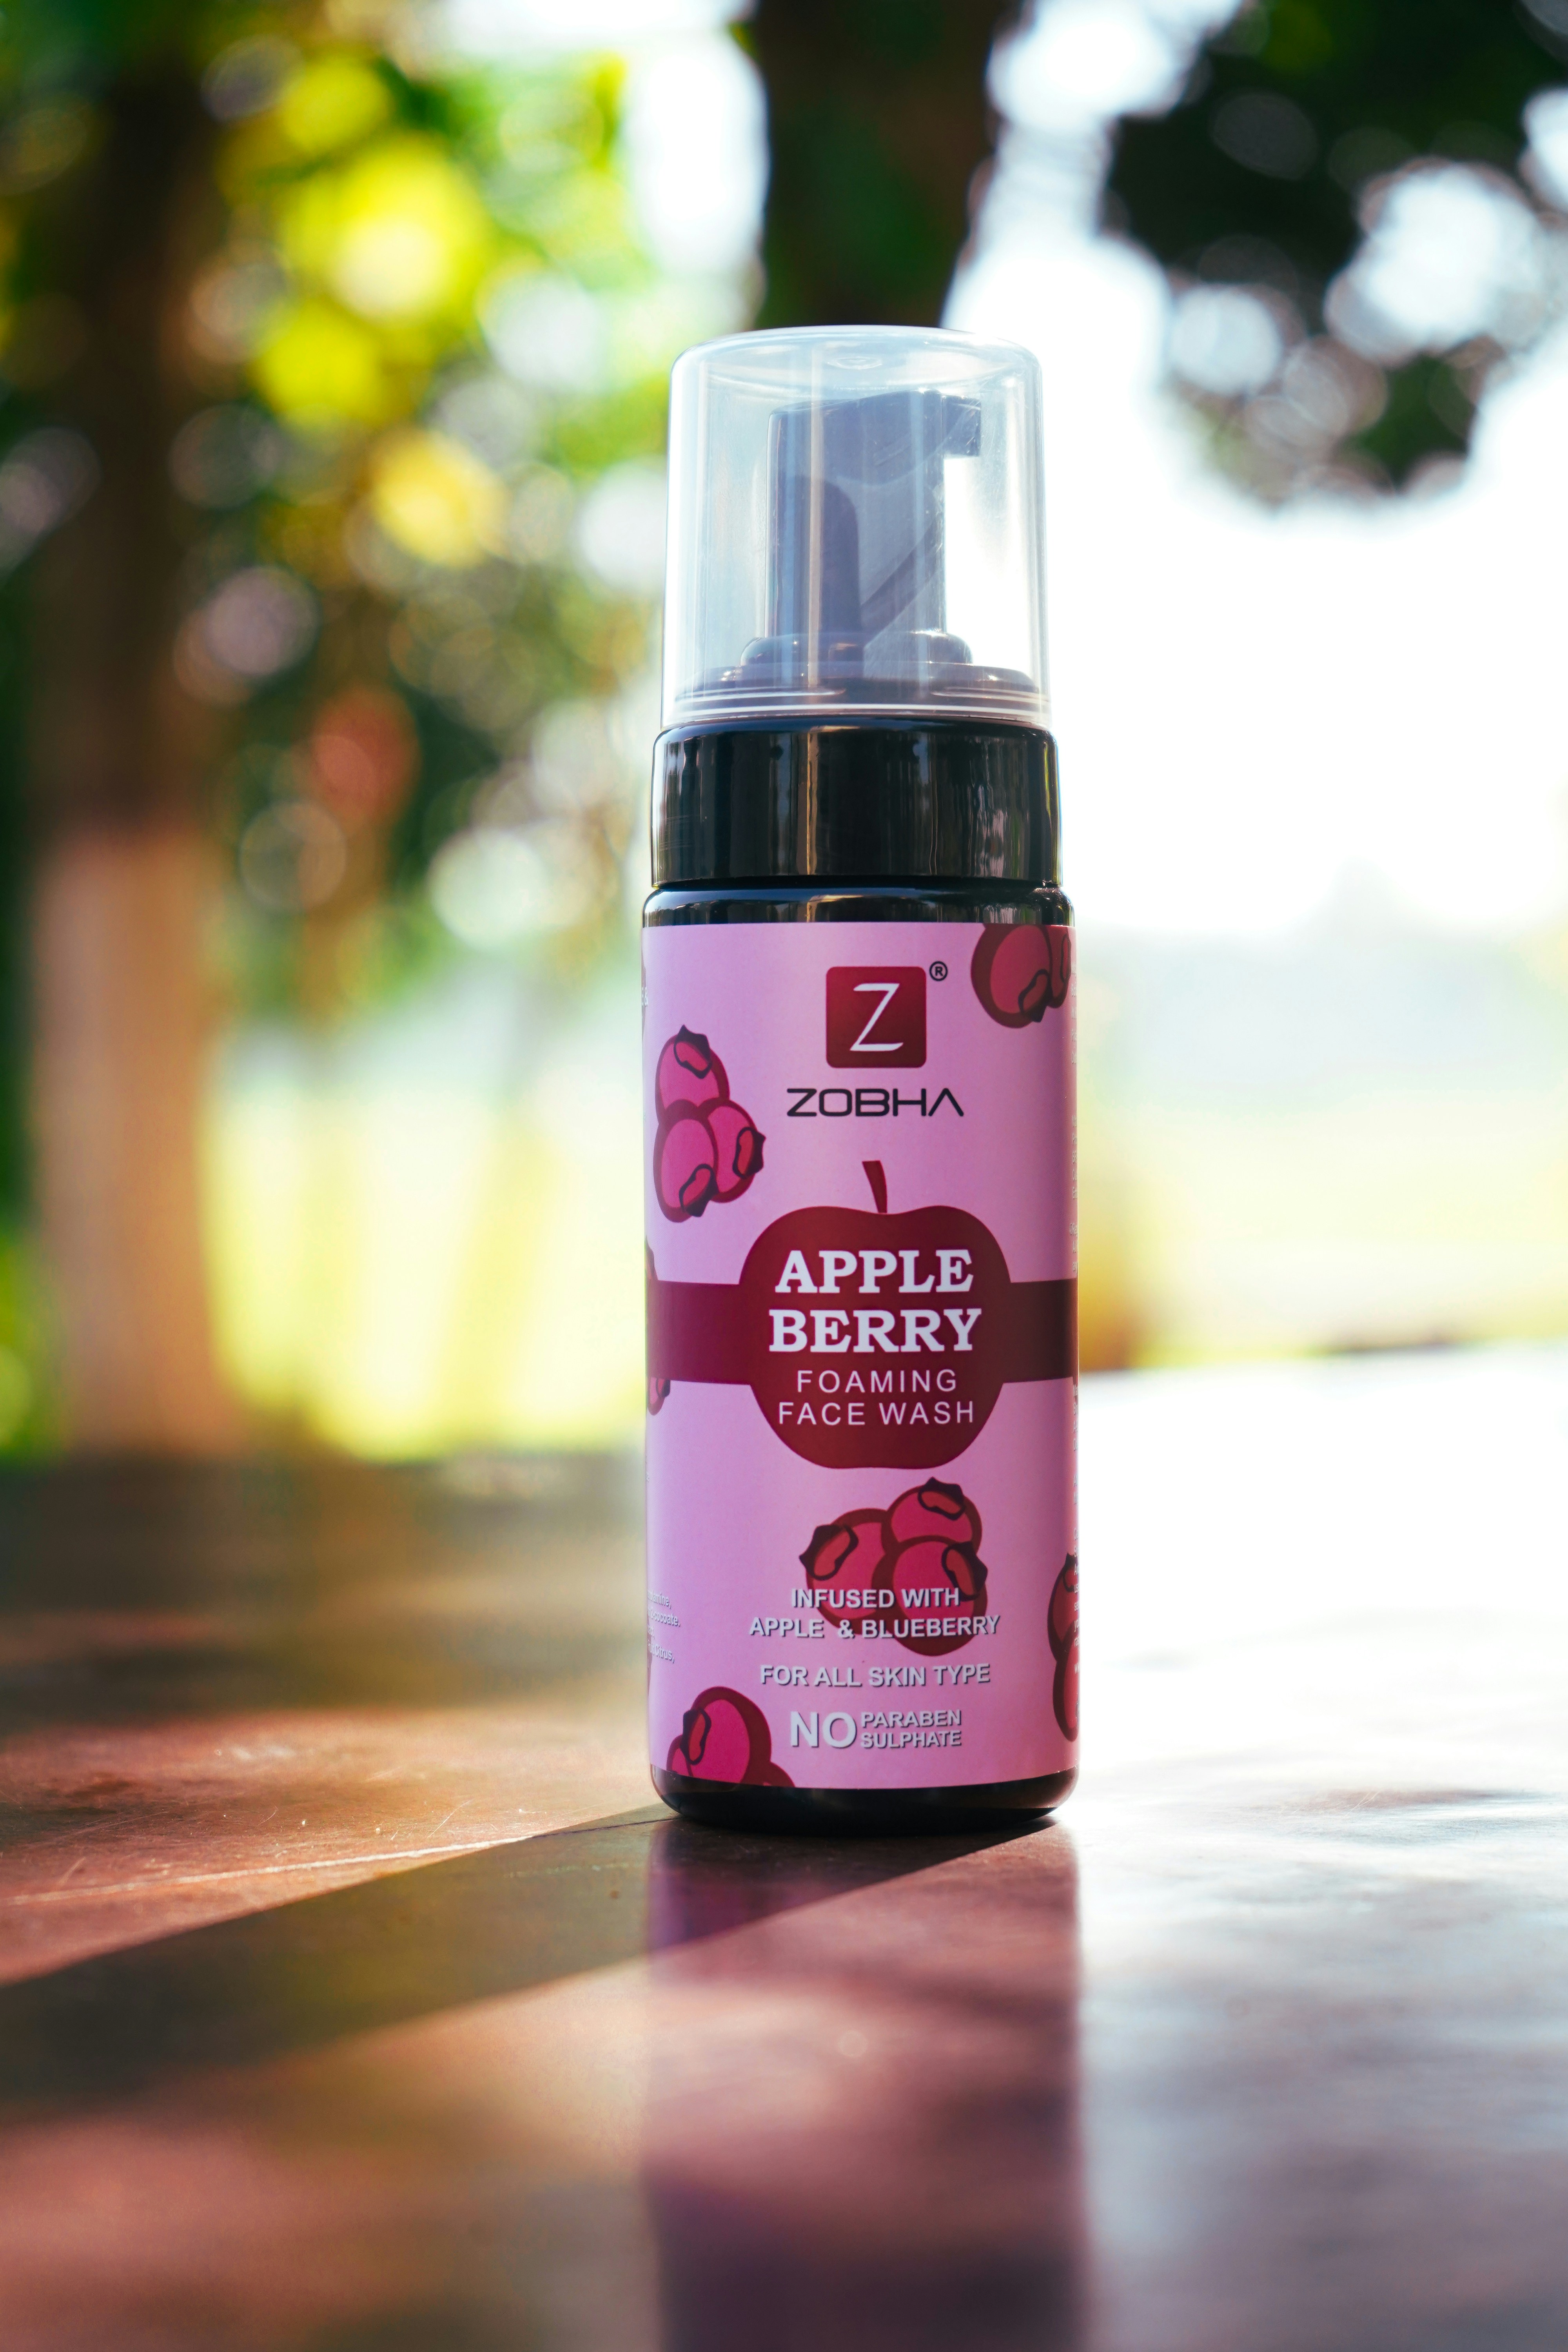 Z®
ZOBHA
APPLE
BERRY
FOAMING
FACE WASH
INFUSED WITH
APPLE & BLUEBERRY
FOR ALL SKIN TYPE
NO PARABEN
SULPHATE